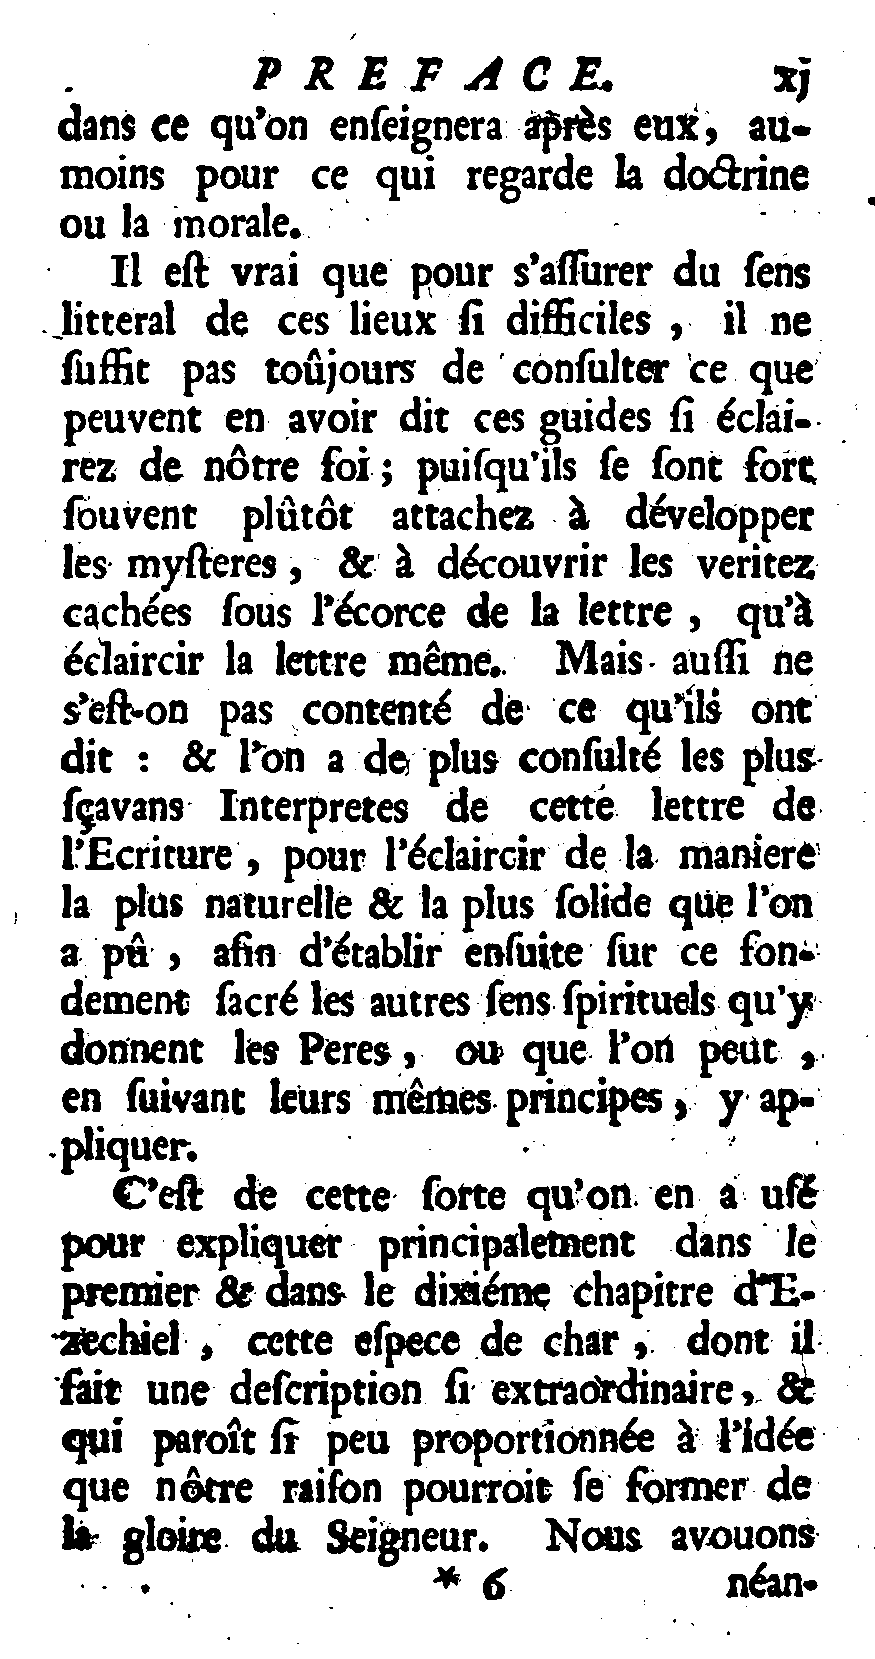 PREFACE. xj
dans ce qu'on enſeignera après eux, au-
moins pour ce qui regarde la doctrine
ou la morale.
Il eſt vrai que pour s'aſſurer du ſens
litteral de ces lieux ſi difficiles, il ne
ſuffit pas toûjours de conſulter ce que
peuvent en avoir dit ces guides ſi éclai-
rez de nôtre foi; puiſqu'ils ſe ſont fort
ſouvent plûtôt attachez à développer
les myſteres, & à découvrir les veritez
cachées ſous l'écorce de la lettre, qu'à
éclaircir la lettre même. Mais auſſi ne
s'eſt-on pas contenté de ce qu'ils ont
dit : & l'on a de plus conſulté les plus
ſçavans Interpretes de cette lettre de
l'Ecriture, pour l'éclaircir de la maniere
la plus naturelle & la plus ſolide que l'on
a pû, afin d'établir enſuite ſur ce fon-
dement ſacré les autres ſens ſpirituels qu'y
donnent les Peres, ou que l'on peut,
en ſuivant leurs mêmes principes, y ap-
pliquer.
C'eſt de cette ſorte qu'on en a uſé
pour expliquer principalement dans le
premier & dans le dixiéme chapitre d'E-
zechiel, cette eſpece de char, dont il
fait une deſcription ſi extraordinaire, &
qui paroît ſi peu proportionnée à l'idée
que nôtre raiſon pourroit ſe former de
la gloire du Seigneur. Nous avouons
* 6 néan-